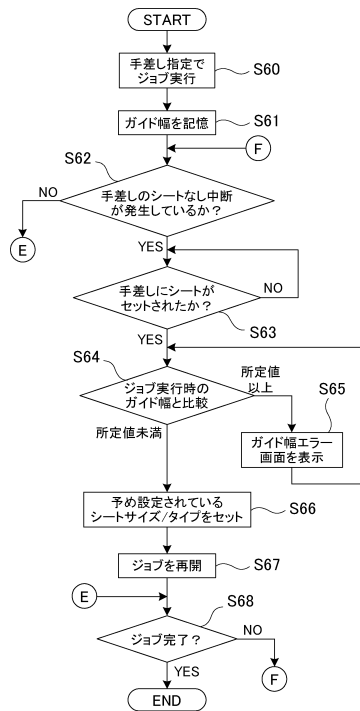 START
手差し指定で
ジョブ実行
S60
ガイド幅を記憶
S61
F
S62
手差しのシートなし中断
が発生しているか？
NO
E
YES
手差しにシートが
セットされたか？
NO
S63
YES
S64
ジョブ実行時の
ガイド幅と比較
所定値
以上
S65
ガイド幅エラー
画面を表示
所定値未満
予め設定されている
シートサイズ/タイプをセット
S66
ジョブを再開
S67
E
S68
ジョブ完了？
NO
F
YES
END